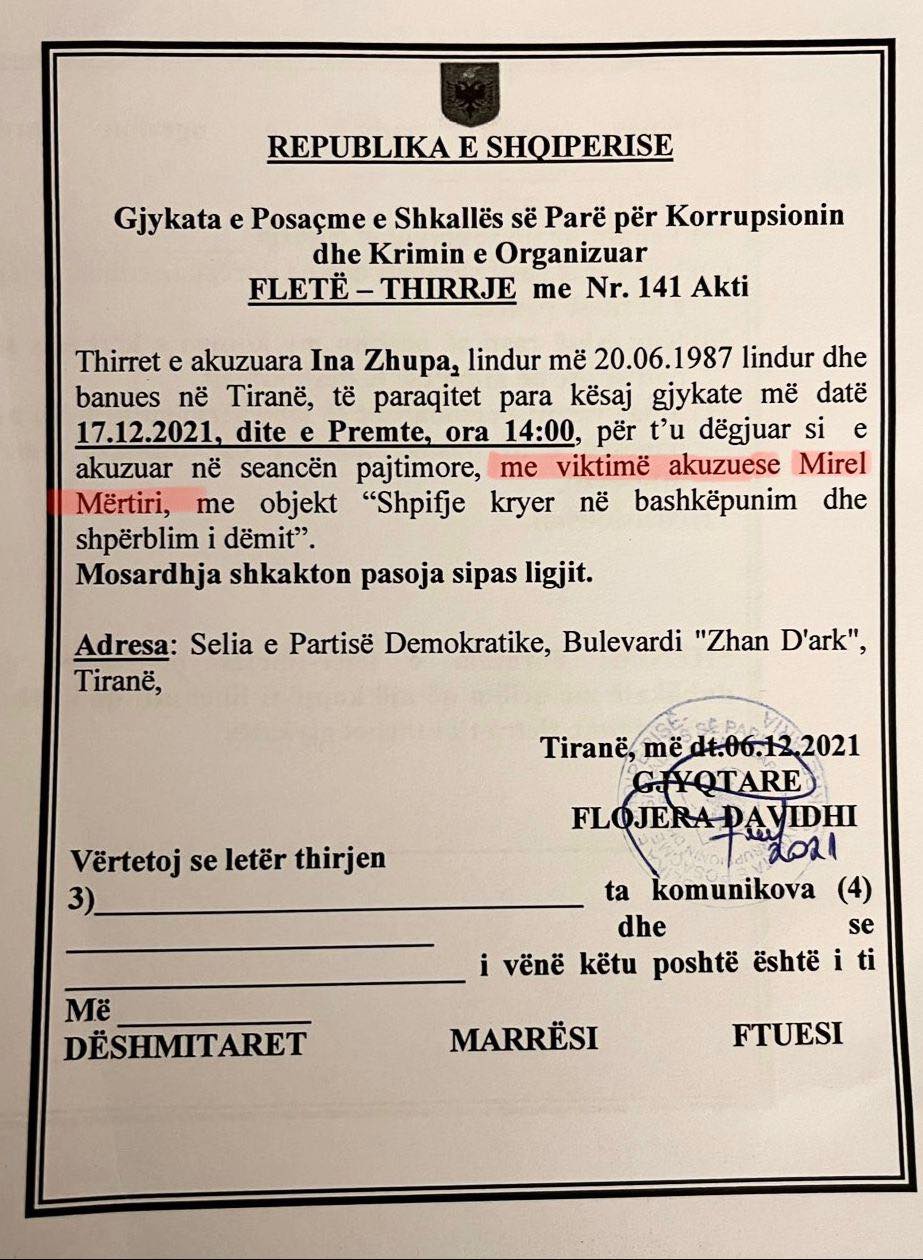 REPUBLIKA E SHQIPERISE
Gjykata e Posaçme e Shkallës së Parë për Korrupsionin
dhe Krimin e Organizuar
FLETË – THIRRJE me Nr. 141 Akti
Thirret e akuzuara Ina Zhupa, lindur më 20.06.1987 lindur dhe
banues në Tiranë, të paraqitet para kësaj gjykate më datë
17.12.2021, dite e Premte, ora 14:00, për t’u dëgjuar si e
akuzuar në seancën pajtimore, me viktimë akuzuese Mirel
Mërtiri, me objekt “Shpifje kryer në bashkëpunim dhe
shpërblim i dëmit”.
Mosardhja shkakton pasoja sipas ligjit.
Adresa: Selia e Partisë Demokratike, Bulevardi "Zhan D'ark",
Tiranë,
Tiranë, më dt.06.12.2021
GJYQTARE
FLOJERA DAVIDHI
2021
Vërtetoj se letër thirjen
3)______________ ta komunikova (4)
______________ dhe se
______________ i vënë këtu poshtë është i ti
Më ______________
DËSHMITARET MARRËSI FTUESI